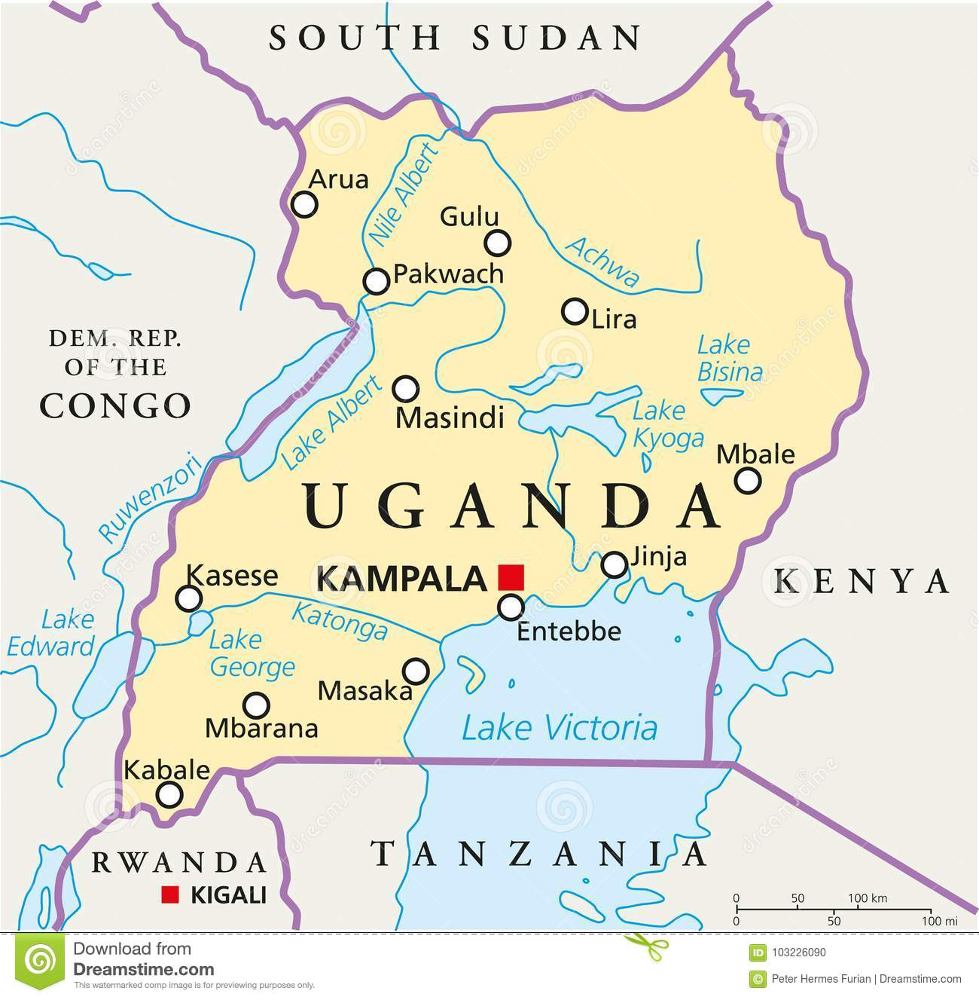 SOUTH SUDAN
Arua
Nile Albert
Gulu
Achwa
Pakwach
Lira
DEM. REP.
OF THE
CONGO
Lake
Bisina
Lake Albert
Masindi
Lake
Kyoga
Mbale
Ruwenzori
UGANDA
Jinja
Kasese
KAMPALA
KENYA
Lake
Edward
Katonga
Entebbe
Lake
George
Masaka
Mbarana
Lake Victoria
Kabale
RWANDA
KIGALI
TANZANIA
0 50 100 km
0 50 100 mi
dreamstime
Download from
Dreamstime.com
This watermarked comp image is for previewing purposes only.
ID 103226090
© Peter Hermes Furian | Dreamstime.com